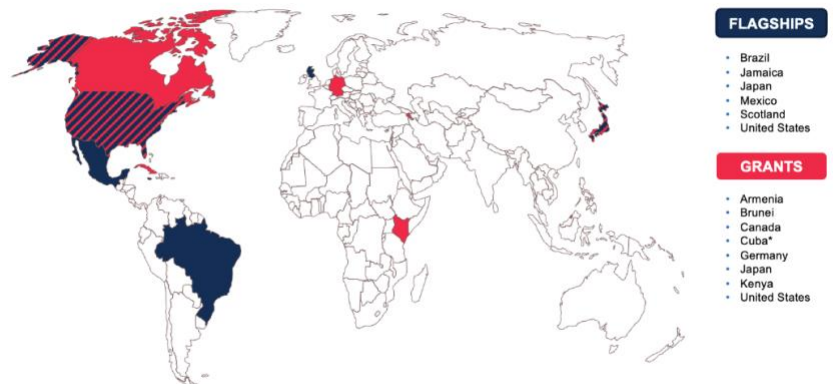 FLAGSHIPS
• Brazil
• Jamaica
• Japan
• Mexico
• Scotland
• United States
GRANTS
• Armenia
• Brunei
• Canada
• Cuba*
• Germany
• Japan
• Kenya
• United States